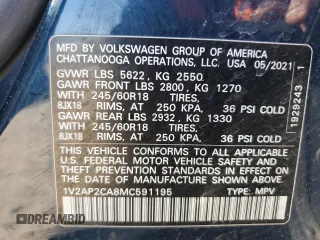 MFD BY VOLKSWAGEN GROUP OF AMERICA
CHATTANOOGA OPERATIONS, LLC. USA 05/2021
GVWR LBS 5622, KG 2550
GAWR FRONT LBS 2800, KG 1270
WITH 245/60R18 TIRES,
8JX18 RIMS, AT 250 KPA, 36 PSI COLD
GAWR REAR LBS 2932, KG 1330
WITH 245/60R18 TIRES,
8JX18 RIMS, AT 250 KPA, 36 PSI COLD
THIS VEHICLE CONFORMS TO ALL APPLICABLE
FEDERAL MOTOR VEHICLE SAFETY AND
THEFT PREVENTION STANDARDS IN EFFECT ON
THE DATE OF MANUFACTURE SHOWN ABOVE.
1V2AP2CA8MC591195 TYPE: MPV
1929243 1
DREAMBID